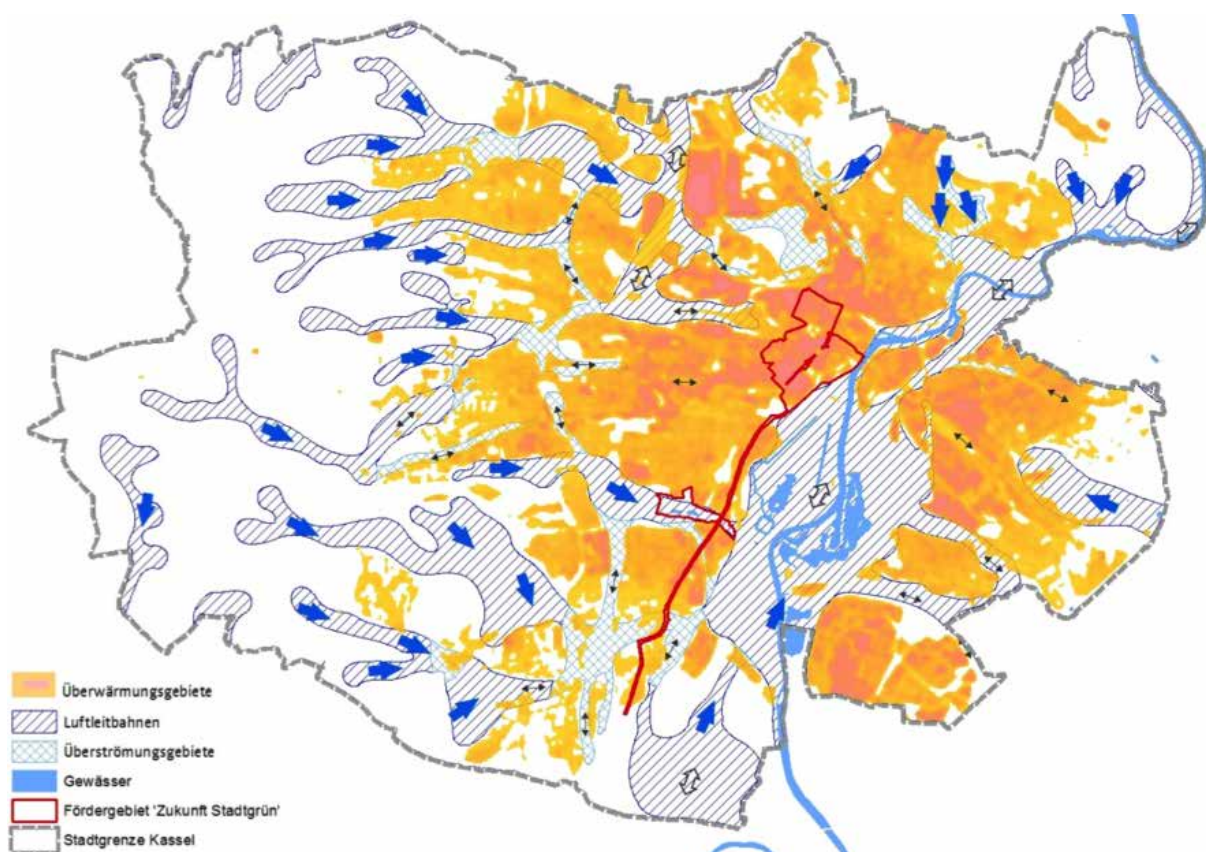 Überwärmungsgebiete
Luftleitbahnen
Überströmungsgebiete
Gewässer
Fördergebiet 'Zukunft Stadtgrün'
Stadtgrenze Kassel